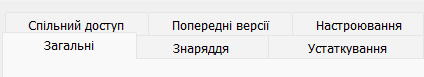 Спільний доступ Попередні версії Настроювання
Загальні Знаряддя Устаткування